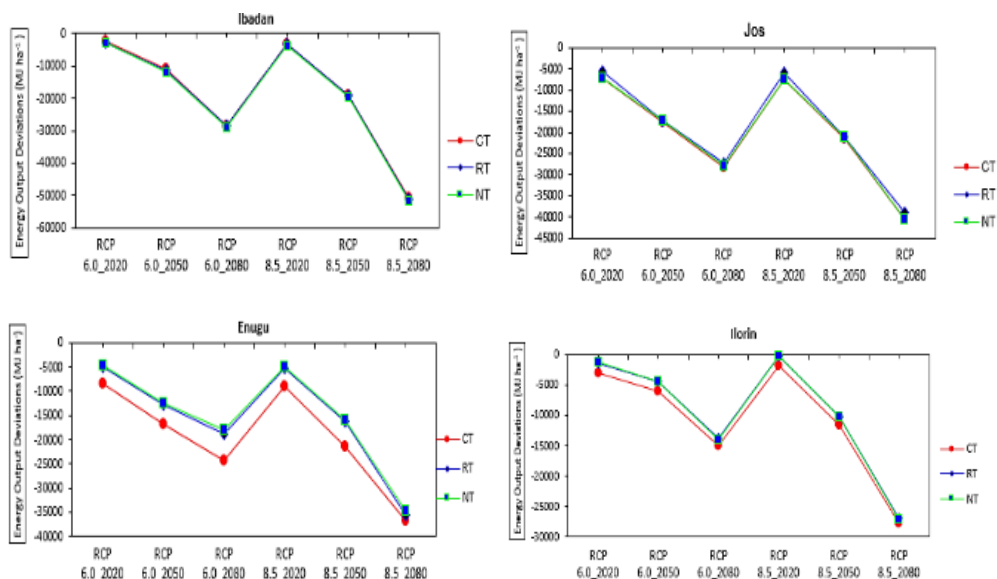 Ibadan
Energy Output Deviations (MJ ha⁻¹)
0
-10000
-20000
-30000
-40000
-50000
-60000
RCP RCP RCP RCP RCP RCP
6.0_2020 6.0_2050 6.0_2080 8.5_2020 8.5_2050 8.5_2080
CT
RT
NT
Jos
Energy Output Deviations (MJ ha⁻¹)
0
-5000
-10000
-15000
-20000
-25000
-30000
-35000
-40000
-45000
RCP RCP RCP RCP RCP RCP
6.0_2020 6.0_2050 6.0_2080 8.5_2020 8.5_2050 8.5_2080
CT
RT
NT
Enugu
Energy Output Deviations (MJ ha⁻¹)
0
-5000
-10000
-15000
-20000
-25000
-30000
-35000
-40000
RCP RCP RCP RCP RCP RCP
6.0_2020 6.0_2050 6.0_2080 8.5_2020 8.5_2050 8.5_2080
CT
RT
NT
Ilorin
Energy Output Deviations (MJ ha⁻¹)
0
-5000
-10000
-15000
-20000
-25000
-30000
RCP RCP RCP RCP RCP RCP
6.0_2020 6.0_2050 6.0_2080 8.5_2020 8.5_2050 8.5_2080
CT
RT
NT